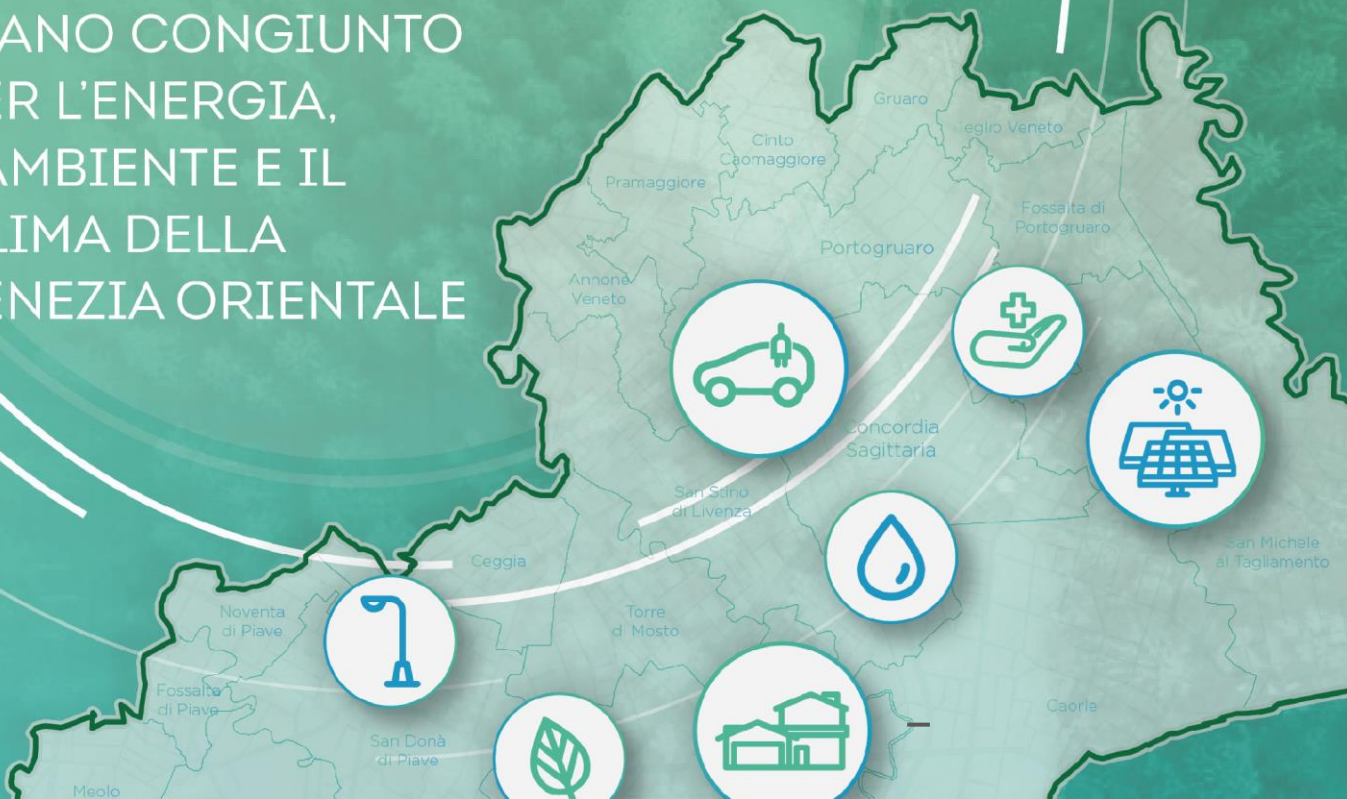 ANO CONGIUNTO
ER L'ENERGIA,
AMBIENTE E IL
LIMA DELLA
ENEZIA ORIENTALE
Gruaro
eglio Veneto
Cinto
Caomaggiore
Pramaggiore
Fossalta di
Portogruaro
Portogruaro
Annone
Veneto
Concordia
Sagittaria
San Stino
di Livenza
San Michele
al Tagliamento
Ceggia
Noventa
di Piave
Torre
di Mosto
Fossalta
di Piave
Caorle
San Donà
di Piave
Meolo